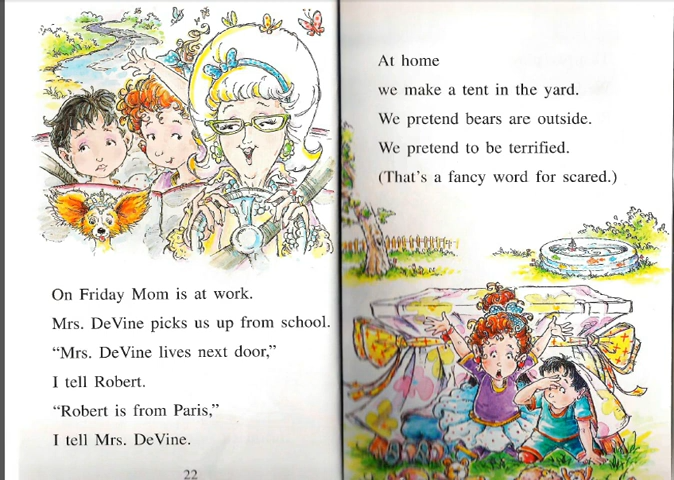 On Friday Mom is at work.
Mrs. DeVine picks us up from school.
“Mrs. DeVine lives next door,”
I tell Robert.
“Robert is from Paris,”
I tell Mrs. DeVine.
22
At home
we make a tent in the yard.
We pretend bears are outside.
We pretend to be terrified.
(That’s a fancy word for scared.)